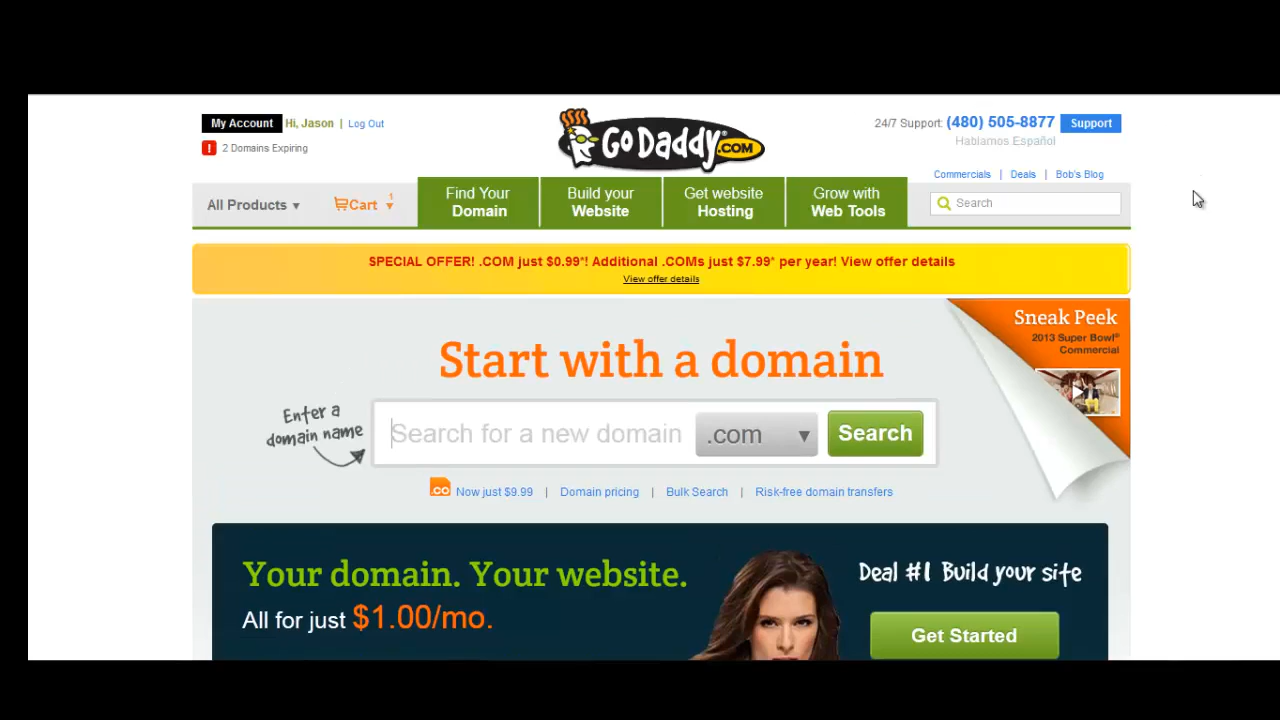 My Account Hi, Jason | Log Out
! 2 Domains Expiring
GO DADDY .COM
24/7 Support: (480) 505-8877 Support
Hablamos Español
Commercials | Deals | Bob's Blog
All Products ▼
Cart 1 ▼
Find Your
Domain
Build your
Website
Get website
Hosting
Grow with
Web Tools
Search
SPECIAL OFFER! .COM just $0.99*! Additional .COMs just $7.99* per year! View offer details
View offer details
Sneak Peek
2013 Super Bowl®
Commercial
Start with a domain
Enter a
domain name
Search for a new domain .com ▼ Search
.co Now just $9.99 | Domain pricing | Bulk Search | Risk-free domain transfers
Your domain. Your website.
All for just $1.00/mo.
Deal #1 Build your site
Get Started